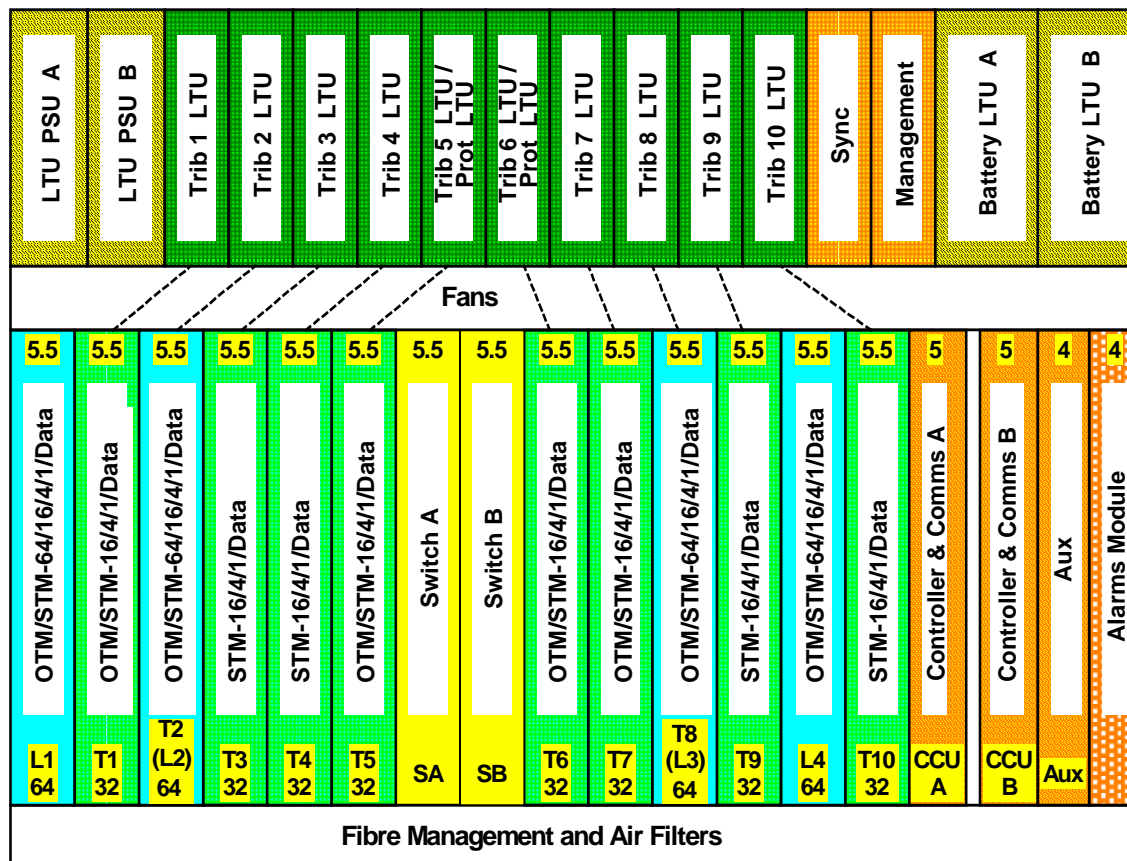 LTU PSU A
LTU PSU B
Trib 1 LTU
Trib 2 LTU
Trib 3 LTU
Trib 4 LTU
Trib 5 LTU /
Prot LTU
Trib 6 LTU /
Prot LTU
Trib 7 LTU
Trib 8 LTU
Trib 9 LTU
Trib 10 LTU
Sync
Management
Battery LTU A
Battery LTU B
Fans
5.5
OTM/STM-64/16/4/1/Data
L1
64
5.5
OTM/STM-16/4/1/Data
T1
32
5.5
OTM/STM-64/16/4/1/Data
T2
(L2)
64
5.5
STM-16/4/1/Data
T3
32
5.5
STM-16/4/1/Data
T4
32
5.5
OTM/STM-16/4/1/Data
T5
32
5.5
Switch A
SA
5.5
Switch B
SB
5.5
OTM/STM-16/4/1/Data
T6
32
5.5
OTM/STM-16/4/1/Data
T7
32
5.5
OTM/STM-64/16/4/1/Data
T8
(L3)
64
5.5
STM-16/4/1/Data
T9
32
5.5
OTM/STM-64/16/4/1/Data
L4
64
5.5
STM-16/4/1/Data
T10
32
5
Controller & Comms A
CCU
A
5
Controller & Comms B
CCU
B
4
Aux
Aux
4
Alarms Module
Fibre Management and Air Filters